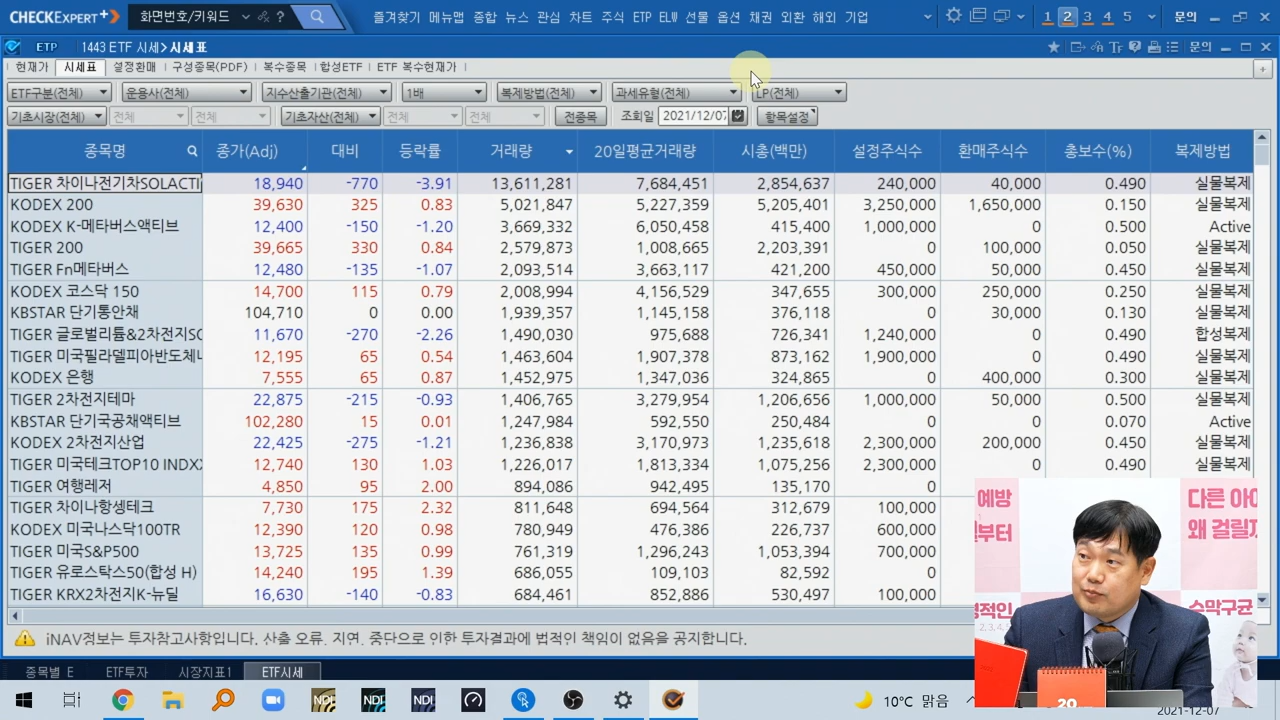 CHECKEXPERT+ 화면번호/키워드 ? 즐겨찾기 메뉴맵 종합 뉴스 관심 차트 주식 ETP ELW 선물 옵션 채권 외환 해외 기업 1 2 3 4 5 문의
ETP 1443 ETF 시세>시세표 문의
현재가 시세표 설정환매 구성종목(PDF) 복수종목 합성ETF ETF 복수현재가
ETF구분(전체) 운용사(전체) 지수산출기관(전체) 1배 복제방법(전체) 과세유형(전체) LP(전체)
기초시장(전체) 전체 전체 기초자산(전체) 전체 전체 전종목 조회일 2021/12/07 항목설정
종목명 종가(Adj) 대비 등락률 거래량 20일평균거래량 시총(백만) 설정주식수 환매주식수 총보수(%) 복제방법
TIGER 차이나전기차SOLACTI 18,940 -770 -3.91 13,611,281 7,684,451 2,854,637 240,000 40,000 0.490 실물복제
KODEX 200 39,630 325 0.83 5,021,847 5,227,359 5,205,401 3,250,000 1,650,000 0.150 실물복제
KODEX K-메타버스액티브 12,400 -150 -1.20 3,669,332 6,050,458 415,400 1,000,000 0 0.500 Active
TIGER 200 39,665 330 0.84 2,579,873 1,008,665 2,203,391 0 100,000 0.050 실물복제
TIGER Fn메타버스 12,480 -135 -1.07 2,093,514 3,663,117 421,200 450,000 50,000 0.450 실물복제
KODEX 코스닥 150 14,700 115 0.79 2,008,994 4,156,529 347,655 300,000 250,000 0.250 실물복제
KBSTAR 단기통안채 104,710 0 0.00 1,939,357 1,145,158 376,118 0 30,000 0.130 실물복제
TIGER 글로벌리튬&2차전지SO 11,670 -270 -2.26 1,490,030 975,688 726,341 1,240,000 0 0.490 합성복제
TIGER 미국필라델피아반도체나 12,195 65 0.54 1,463,604 1,907,378 873,162 1,900,000 0 0.490 실물복제
KODEX 은행 7,555 65 0.87 1,452,975 1,347,036 324,865 0 400,000 0.300 실물복제
TIGER 2차전지테마 22,875 -215 -0.93 1,406,765 3,279,954 1,206,656 1,000,000 50,000 0.500 실물복제
KBSTAR 단기국공채액티브 102,280 15 0.01 1,247,984 592,550 250,484 0 0 0.070 Active
KODEX 2차전지산업 22,425 -275 -1.21 1,236,838 3,170,973 1,235,618 2,300,000 200,000 0.450 실물복제
TIGER 미국테크TOP10 INDXX 12,740 130 1.03 1,226,017 1,813,334 1,075,256 2,300,000 0 0.490 실물복제
TIGER 여행레저 4,850 95 2.00 894,086 942,495 135,170 0
TIGER 차이나항셍테크 7,730 175 2.32 811,648 694,564 312,679 100,000
KODEX 미국나스닥100TR 12,390 120 0.98 780,949 476,386 226,737 600,000
TIGER 미국S&P500 13,725 135 0.99 761,319 1,296,243 1,053,394 700,000
TIGER 유로스탁스50(합성 H) 14,240 195 1.39 686,055 109,103 82,592 0
TIGER KRX2차전지K-뉴딜 16,630 -140 -0.83 684,461 852,886 530,497 100,000
예방
부터
다른 아이
왜 걸릴지
적인
수막구균
20
iNAV정보는 투자참고사항입니다. 산출 오류, 지연, 중단으로 인한 투자결과에 법적인 책임이 없음을 공지합니다.
종목별 E ETF투자 시장지표1 ETF시세
NDI NDI NDI
10°C 맑음
2021-12-07